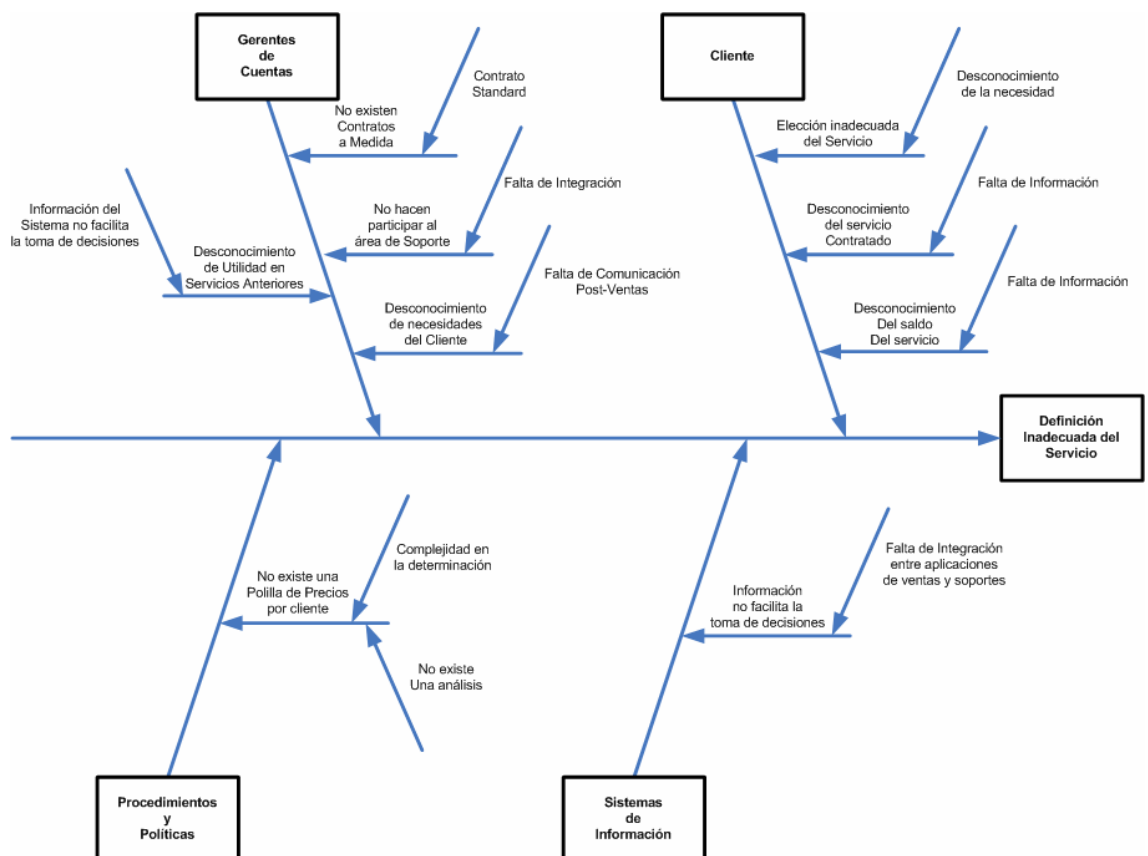 Gerentes
de
Cuentas
Contrato
Standard
No existen
Contratos
a Medida
Falta de Integración
No hacen
participar al
área de Soporte
Información del
Sistema no facilita
la toma de decisiones
Desconocimiento
de Utilidad en
Servicios Anteriores
Falta de Comunicación
Post-Ventas
Desconocimiento
de necesidades
del Cliente
Cliente
Desconocimiento
de la necesidad
Elección inadecuada
del Servicio
Falta de Información
Desconocimiento
del servicio
Contratado
Falta de Información
Desconocimiento
Del saldo
Del servicio
Definición
Inadecuada del
Servicio
Complejidad en
la determinación
No existe una
Polilla de Precios
por cliente
No existe
Una análisis
Procedimientos
y
Políticas
Falta de Integración
entre aplicaciones
de ventas y soportes
Información
no facilita la
toma de decisiones
Sistemas
de
Información